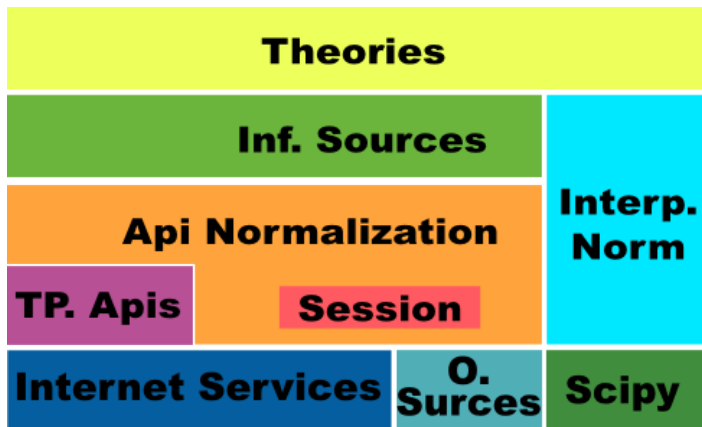 Theories
Inf. Sources
Interp.
Norm
Api Normalization
TP. Apis
Session
Internet Services
O.
Surces
Scipy